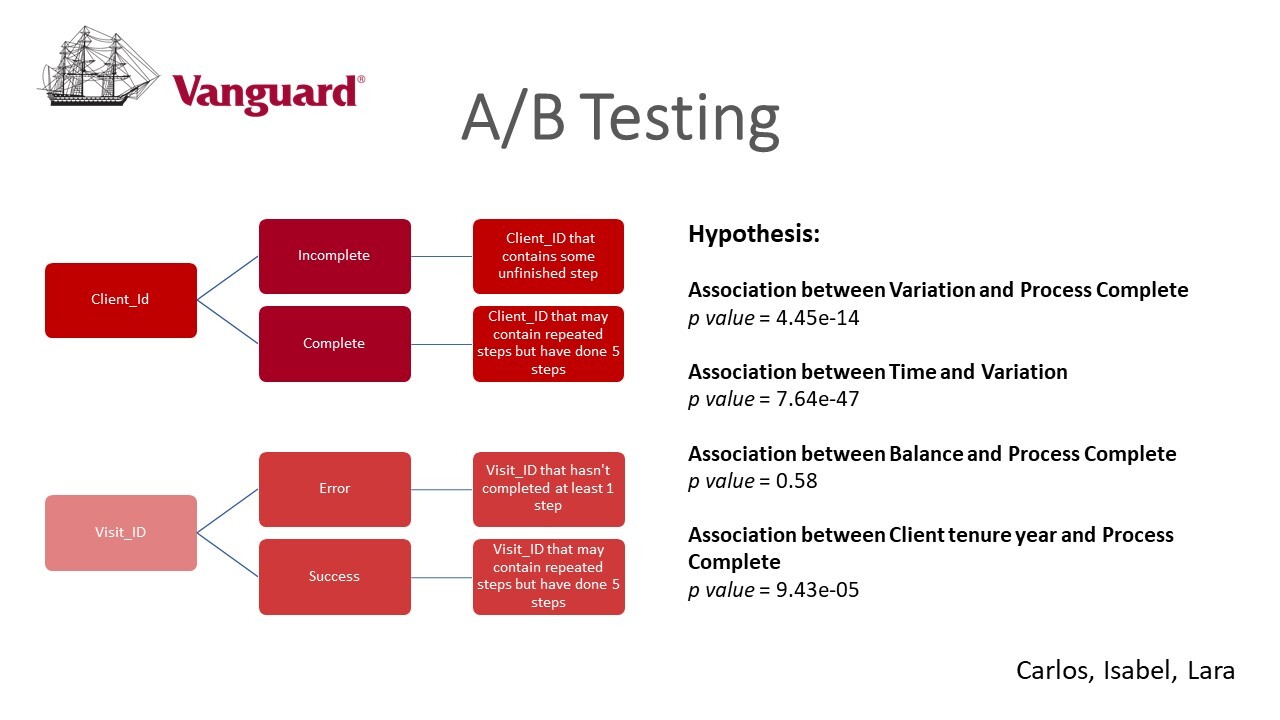 Vanguard®
A/B Testing
Client_Id
Incomplete
Client_ID that
contains some
unfinished step
Complete
Client_ID that may
contain repeated
steps but have done 5
steps
Visit_ID
Error
Visit_ID that hasn't
completed at least 1
step
Success
Visit_ID that may
contain repeated
steps but have done 5
steps
Hypothesis:
Association between Variation and Process Complete
p value = 4.45e-14
Association between Time and Variation
p value = 7.64e-47
Association between Balance and Process Complete
p value = 0.58
Association between Client tenure year and Process
Complete
p value = 9.43e-05
Carlos, Isabel, Lara